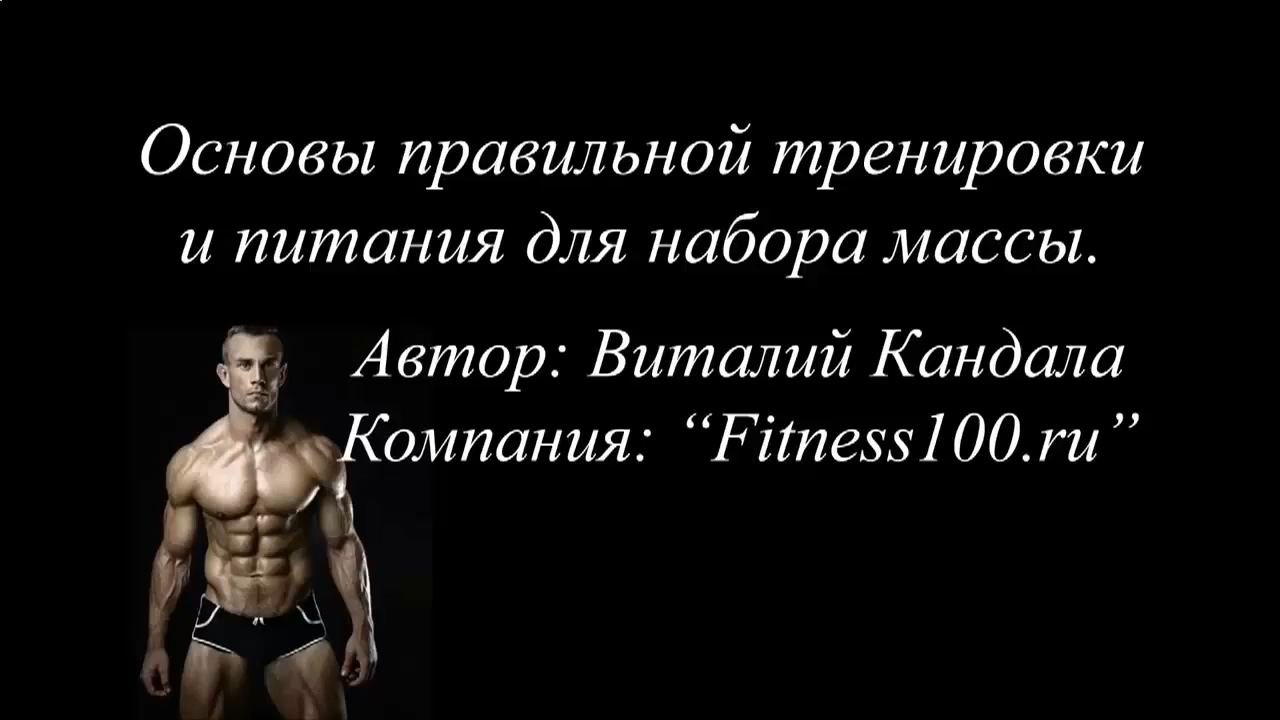 Основы правильной тренировки
и питания для набора массы.
Автор: Виталий Кандала
Компания: “Fitness100.ru”